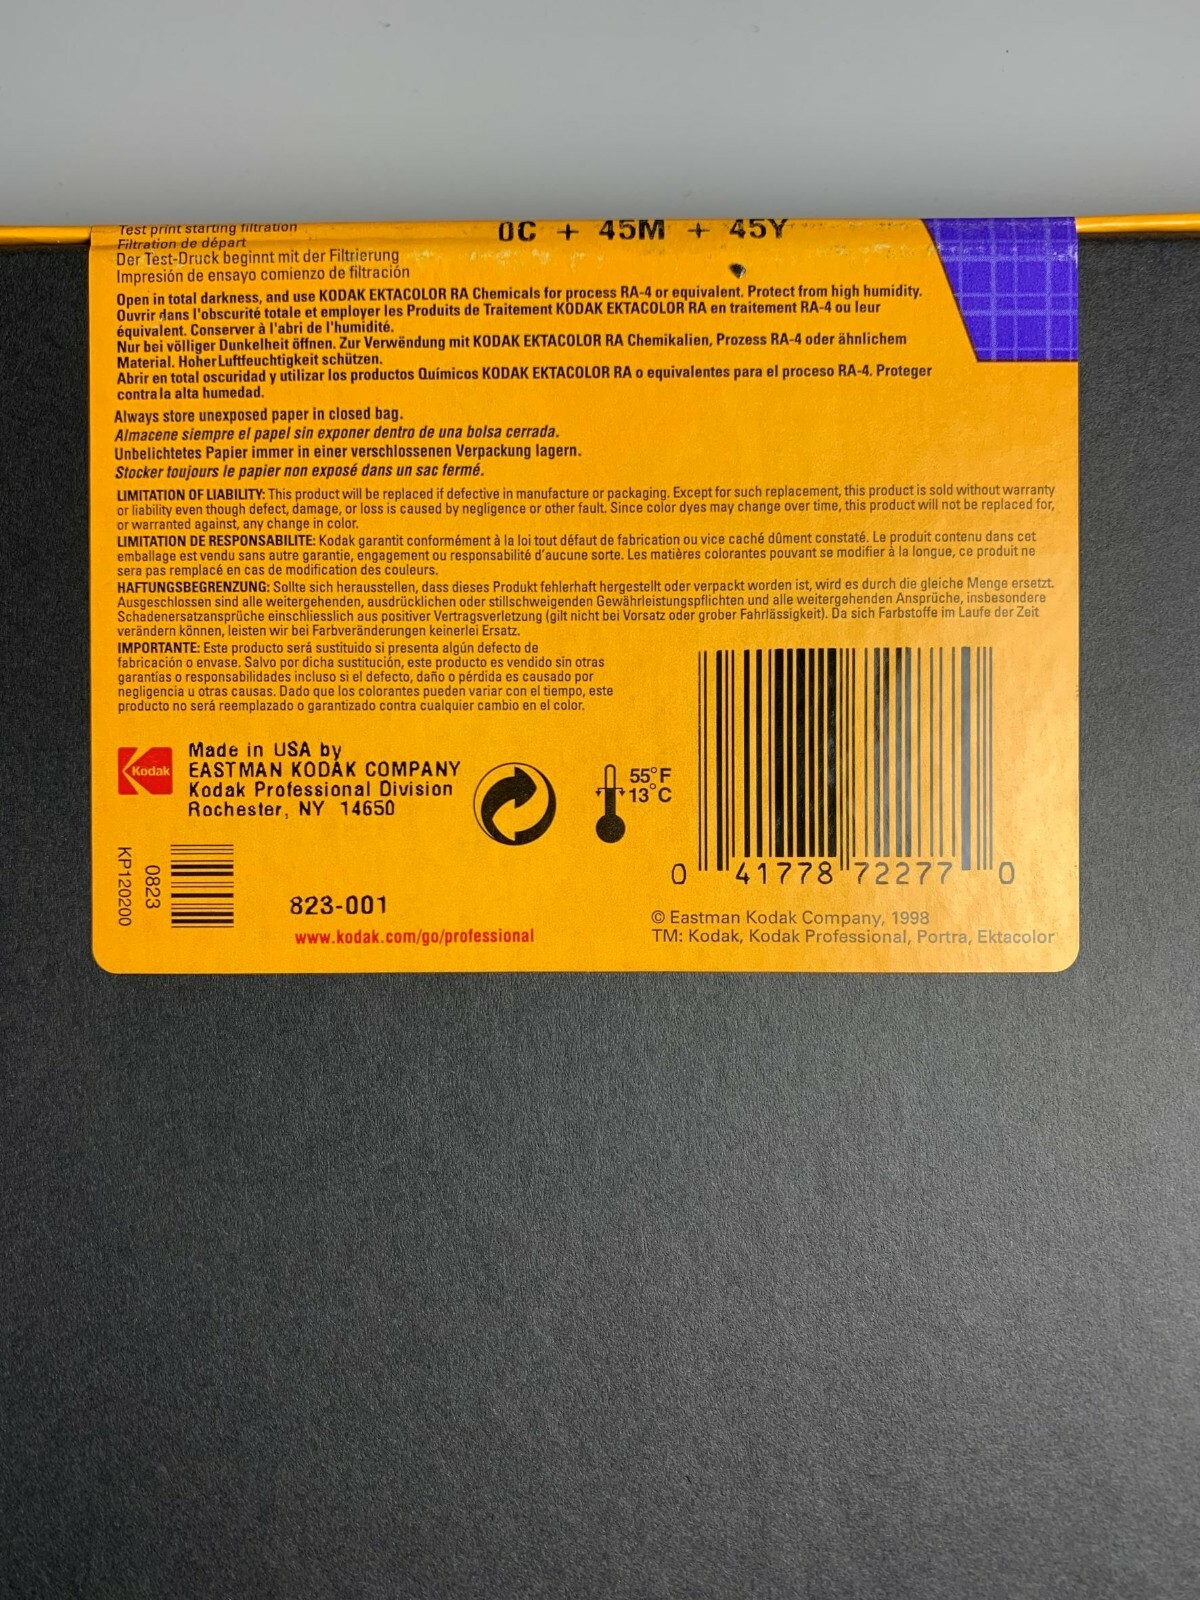 Test print starting filtration
0C + 45M + 45Y
Filtration de départ
Der Test-Druck beginnt mit der Filtrierung
Impresión de ensayo comienzo de filtración
Open in total darkness, and use KODAK EKTACOLOR RA Chemicals for process RA-4 or equivalent. Protect from high humidity.
Ouvrir dans l'obscurité totale et employer les Produits de Traitement KODAK EKTACOLOR RA en traitement RA-4 ou leur
équivalent. Conserver à l'abri de l'humidité.
Nur bei völliger Dunkelheit öffnen. Zur Verwëndung mit KODAK EKTACOLOR RA Chemikalien, Prozess RA-4 oder ähnlichem
Material. Hoher Luftfeuchtigkeit schützen.
Abrir en total oscuridad y utilizar los productos Químicos KODAK EKTACOLOR RA o equivalentes para el proceso RA-4. Proteger
contra la alta humedad.
Always store unexposed paper in closed bag.
Almacene siempre el papel sin exponer dentro de una bolsa cerrada.
Unbelichtetes Papier immer in einer verschlossenen Verpackung lagern.
Stocker toujours le papier non exposé dans un sac fermé.
LIMITATION OF LIABILITY: This product will be replaced if defective in manufacture or packaging. Except for such replacement, this product is sold without warranty
or liability even though defect, damage, or loss is caused by negligence or other fault. Since color dyes may change over time, this product will not be replaced for,
or warranted against, any change in color.
LIMITATION DE RESPONSABILITE: Kodak garantit conformément à la loi tout défaut de fabrication ou vice caché dûment constaté. Le produit contenu dans cet
emballage est vendu sans autre garantie, engagement ou responsabilité d'aucune sorte. Les matières colorantes pouvant se modifier à la longue, ce produit ne
sera pas remplacé en cas de modification des couleurs.
HAFTUNGSBEGRENZUNG: Sollte sich herausstellen, dass dieses Produkt fehlerhaft hergestellt oder verpackt worden ist, wird es durch die gleiche Menge ersetzt.
Ausgeschlossen sind alle weitergehenden, ausdrücklichen oder stillschweigenden Gewährleistungspflichten und alle weitergehenden Ansprüche, insbesondere
Schadenersatzansprüche einschliesslich aus positiver Vertragsverletzung (gilt nicht bei Vorsatz oder grober Fahrlässigkeit). Da sich Farbstoffe im Laufe der Zeit
verändern können, leisten wir bei Farbveränderungen keinerlei Ersatz.
IMPORTANTE: Este producto será sustituido si presenta algún defecto de
fabricación o envase. Salvo por dicha sustitución, este producto es vendido sin otras
garantías o responsabilidades incluso si el defecto, daño o pérdida es causado por
negligencia u otras causas. Dado que los colorantes pueden variar con el tiempo, este
producto no será reemplazado o garantizado contra cualquier cambio en el color.
Kodak
Made in USA by
EASTMAN KODAK COMPANY
Kodak Professional Division
Rochester, NY 14650
55°F
13°C
0 41778 72277 0
KP120200
0823
823-001
www.kodak.com/go/professional
© Eastman Kodak Company, 1998
TM: Kodak, Kodak Professional, Portra, Ektacolor